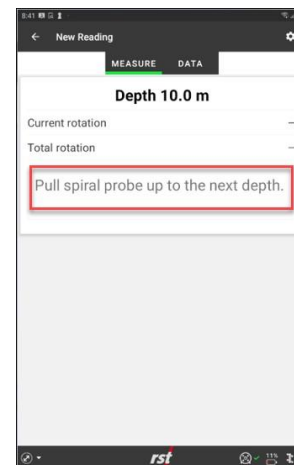 8:41
New Reading
MEASURE DATA
Depth 10.0 m
Current rotation --
Total rotation --
Pull spiral probe up to the next depth.
rst 11%